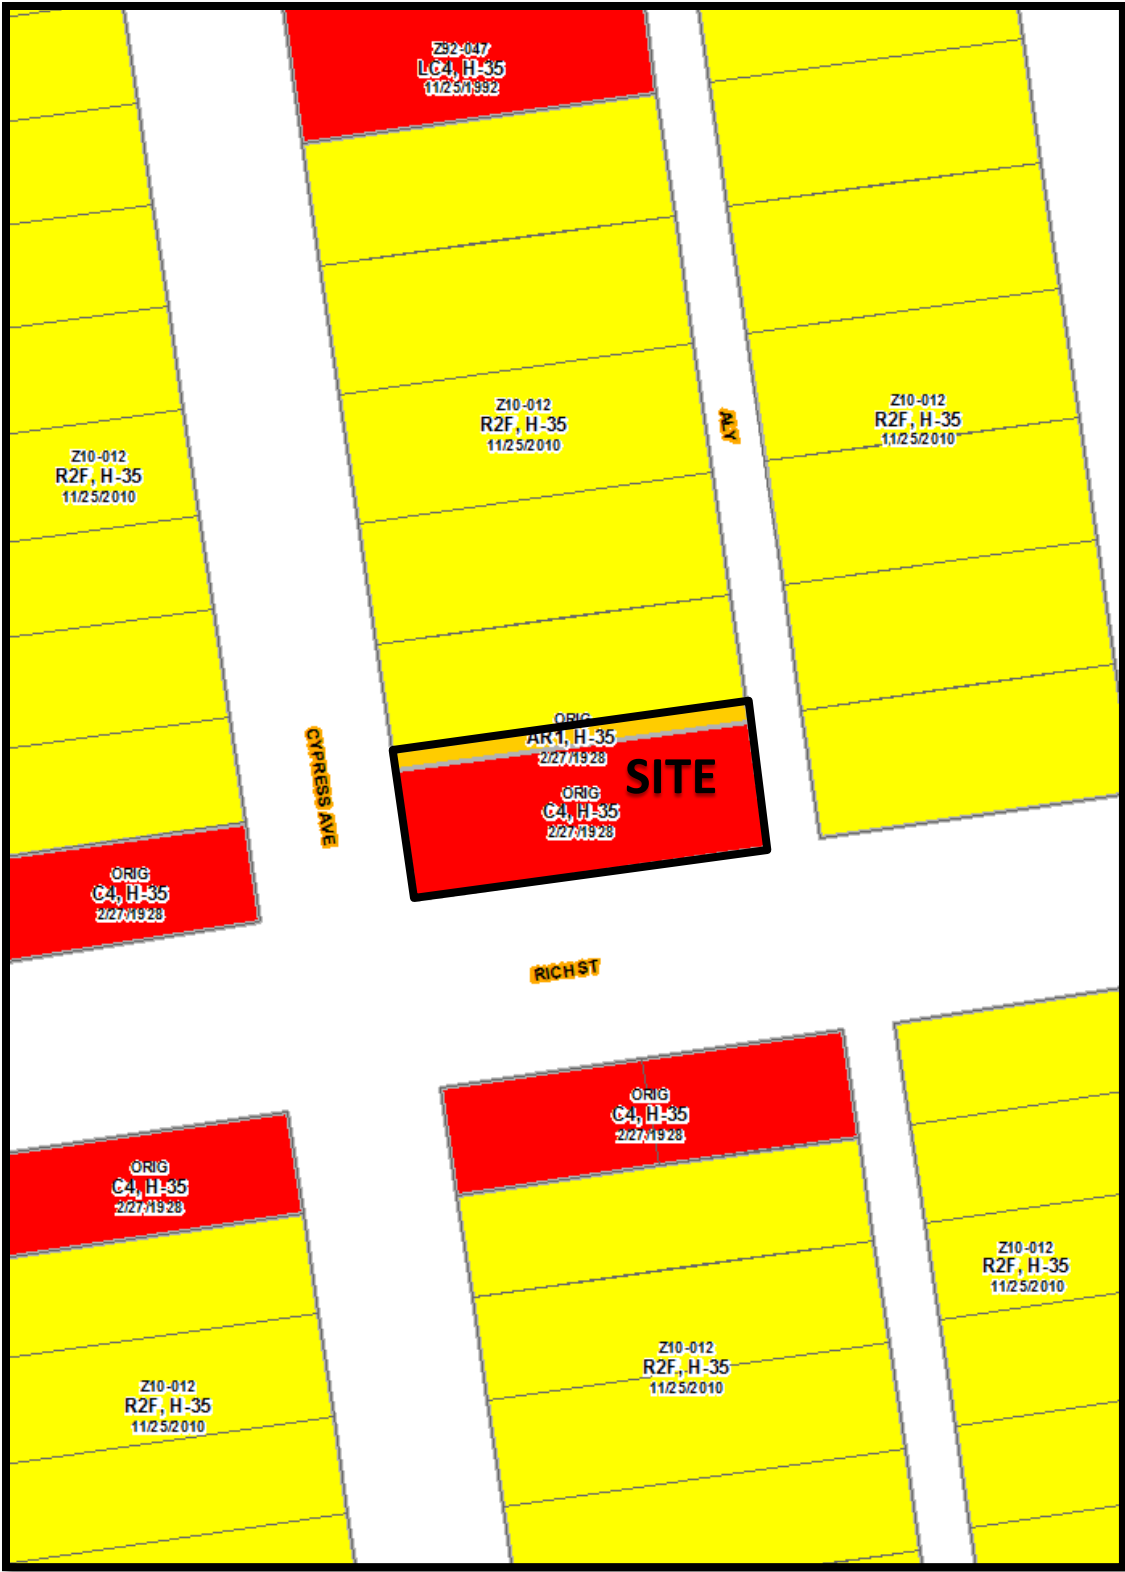 Z92-047
LC4, H-35
11/25/1992
Z10-012
R2F, H-35
11/25/2010
Z10-012
R2F, H-35
11/25/2010
ALY
Z10-012
R2F, H-35
11/25/2010
ORIG
AR1, H-35
2/27/1928
SITE
ORIG
C4, H-35
2/27/1928
CYPRESS AVE
ORIG
C4, H-35
2/27/1928
RICH ST
ORIG
C4, H-35
2/27/1928
ORIG
C4, H-35
2/27/1928
Z10-012
R2F, H-35
11/25/2010
Z10-012
R2F, H-35
11/25/2010
Z10-012
R2F, H-35
11/25/2010